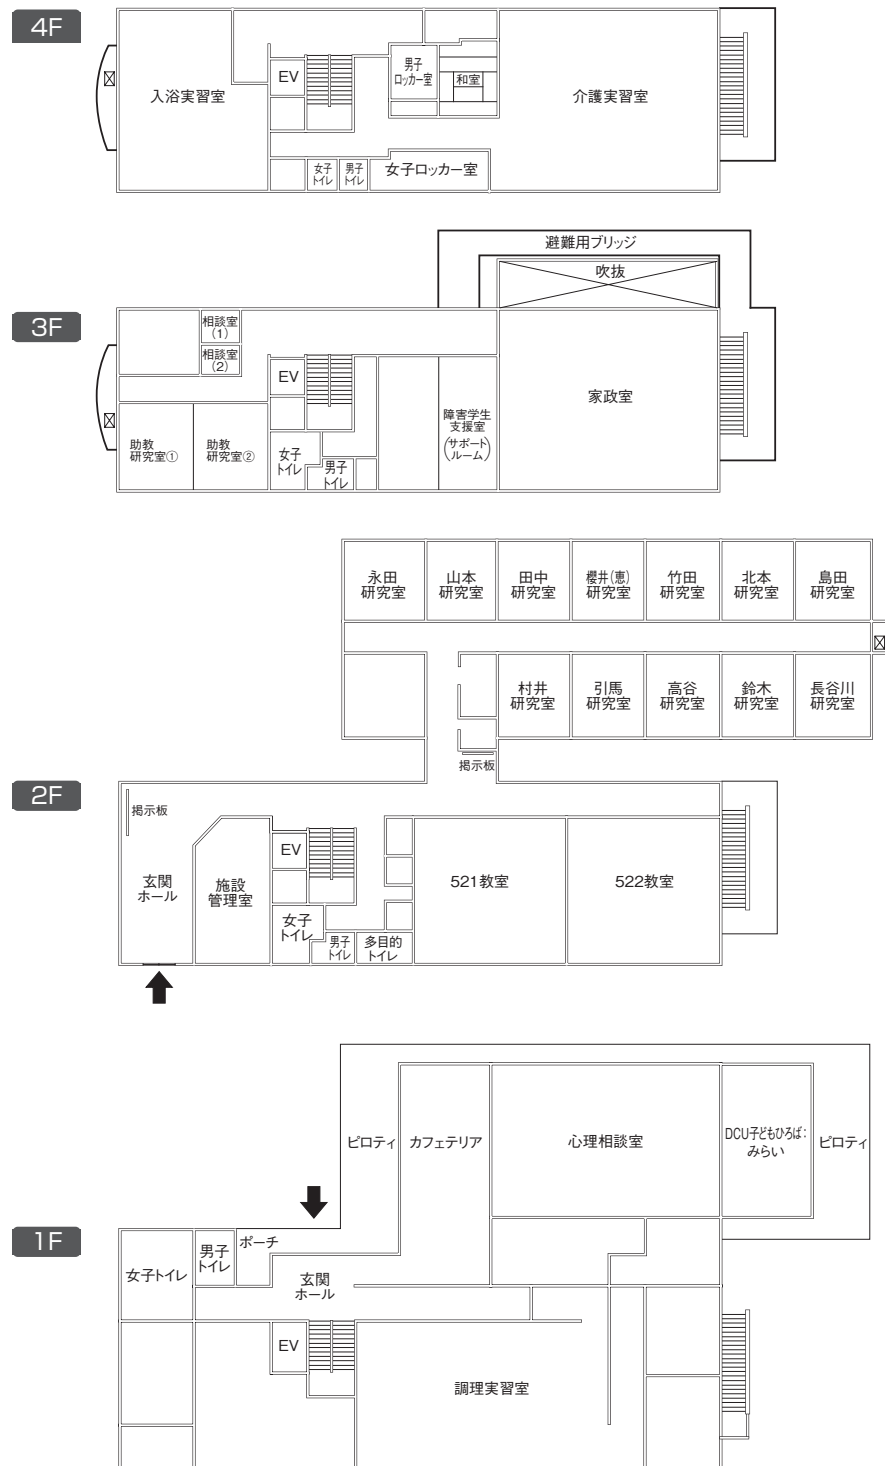 4F
入浴実習室
EV
男子
ロッカー室
和室
介護実習室
女子
トイレ
男子
トイレ
女子ロッカー室
避難用ブリッジ
吹抜
3F
相談室
(1)
相談室
(2)
EV
家政室
障害学生
支援室
(サポート
ルーム)
助教
研究室①
助教
研究室②
女子
トイレ
男子
トイレ
永田
研究室
山本
研究室
田中
研究室
櫻井(恵)
研究室
竹田
研究室
北本
研究室
島田
研究室
村井
研究室
引馬
研究室
高谷
研究室
鈴木
研究室
長谷川
研究室
掲示板
2F
掲示板
EV
玄関
ホール
施設
管理室
521教室
522教室
女子
トイレ
男子
トイレ
多目的
トイレ
ピロティ
カフェテリア
心理相談室
DCU子どもひろば:
みらい
ピロティ
1F
女子トイレ
男子
トイレ
ポーチ
玄関
ホール
EV
調理実習室